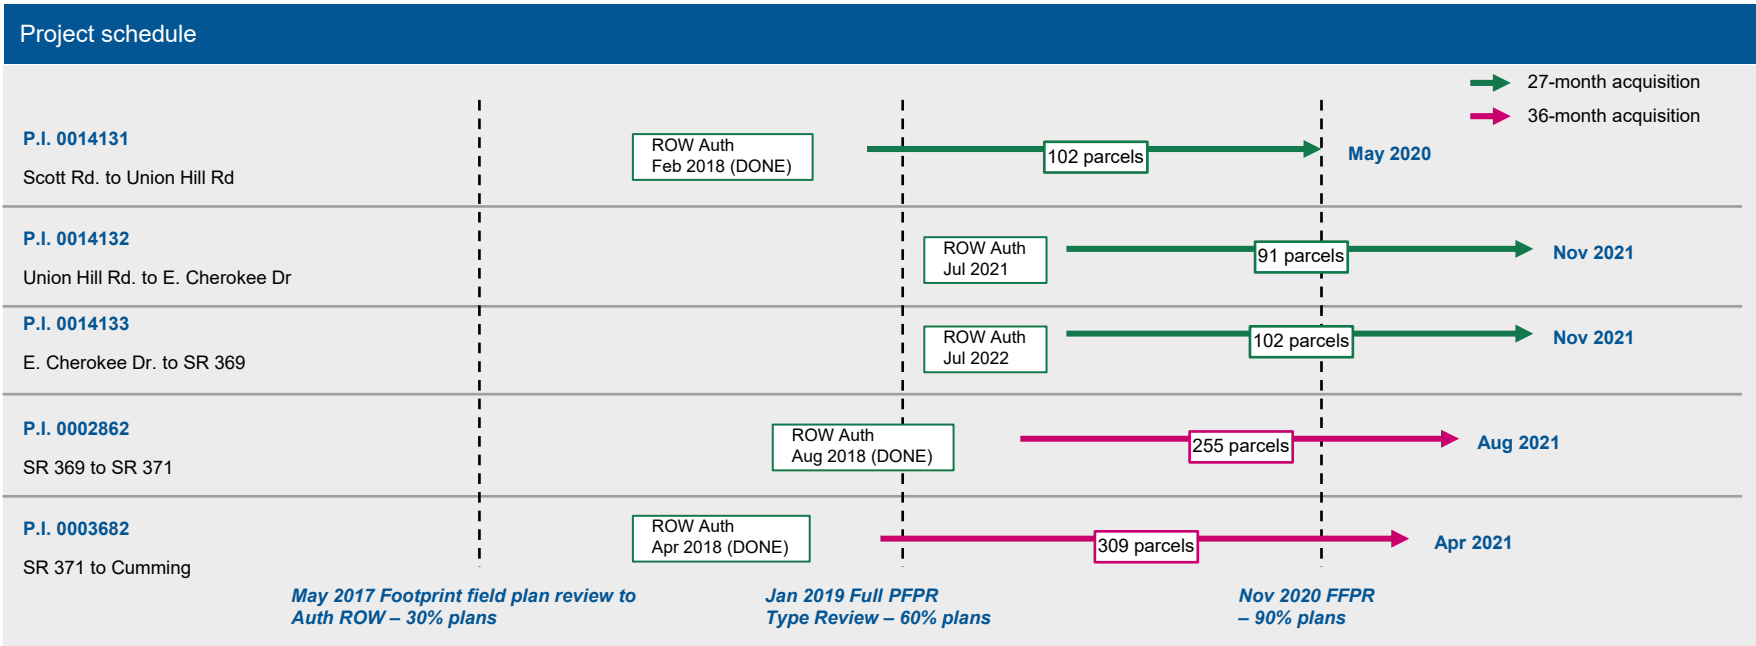 Project schedule
27-month acquisition
36-month acquisition
P.I. 0014131
Scott Rd. to Union Hill Rd
ROW Auth
Feb 2018 (DONE)
102 parcels
May 2020
P.I. 0014132
Union Hill Rd. to E. Cherokee Dr
ROW Auth
Jul 2021
91 parcels
Nov 2021
P.I. 0014133
E. Cherokee Dr. to SR 369
ROW Auth
Jul 2022
102 parcels
Nov 2021
P.I. 0002862
SR 369 to SR 371
ROW Auth
Aug 2018 (DONE)
255 parcels
Aug 2021
P.I. 0003682
SR 371 to Cumming
ROW Auth
Apr 2018 (DONE)
309 parcels
Apr 2021
May 2017 Footprint field plan review to
Auth ROW – 30% plans
Jan 2019 Full PFPR
Type Review – 60% plans
Nov 2020 FFPR
– 90% plans